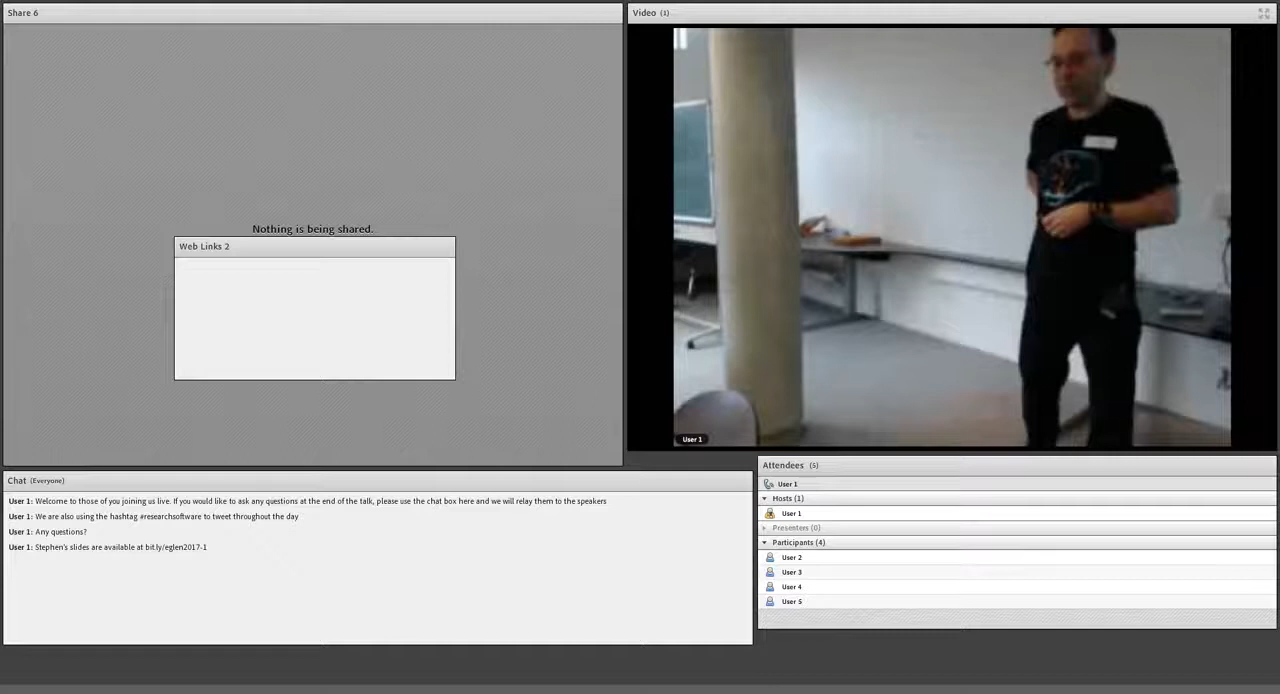 Share 6
Nothing is being shared.
Web Links 2
Video (1)
User 1
Chat (Everyone)
User 1: Welcome to those of you joining us live. If you would like to ask any questions at the end of the talk, please use the chat box here and we will relay them to the speakers
User 1: We are also using the hashtag #researchsoftware to tweet throughout the day
User 1: Any questions?
User 1: Stephen's slides are available at bit.ly/eglen2017-1
Attendees (5)
User 1
Hosts (1)
User 1
Presenters (0)
Participants (4)
User 2
User 3
User 4
User 5